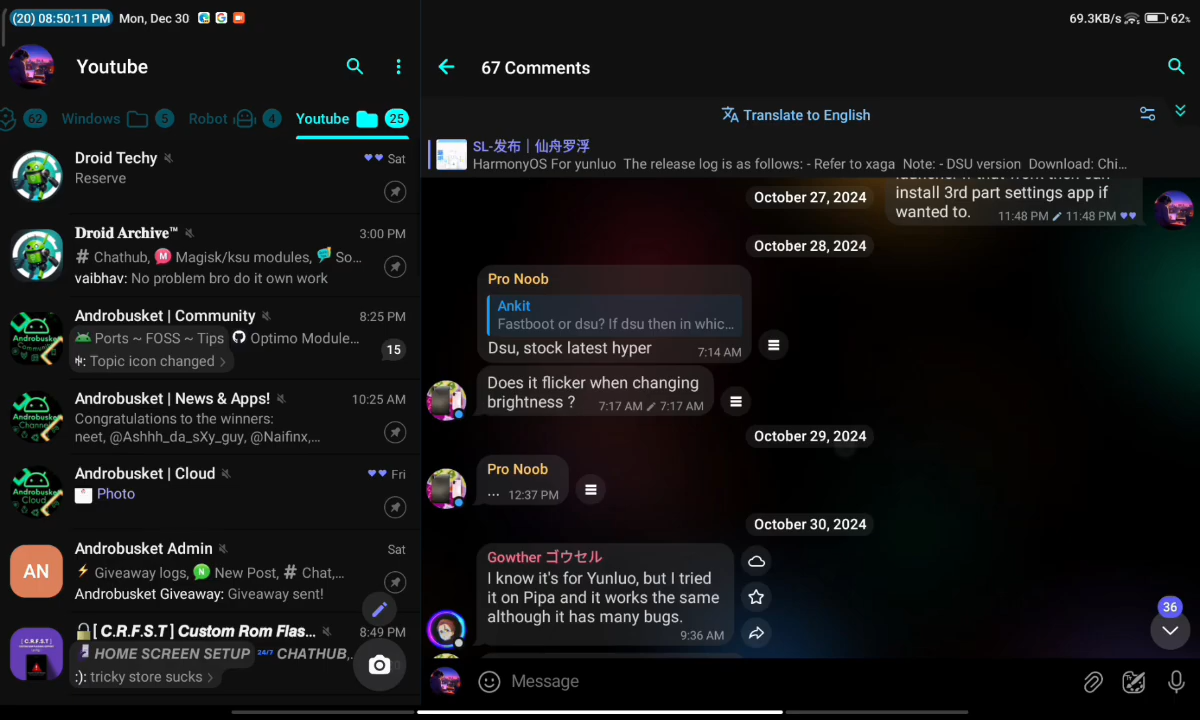 (20) 08:50:11 PM Mon, Dec 30
69.3KB/s 62%
Youtube
62 Windows 5 Robot 4 Youtube 25
Droid Techy Sat
Reserve
𝐃𝐫𝐨𝐢𝐝 𝐀𝐫𝐜𝐡𝐢𝐯𝐞™ 3:00 PM
# Chathub, M Magisk/ksu modules, So...
vaibhav: No problem bro do it own work
Androbusket | Community 8:25 PM
Ports ~ FOSS ~ Tips Optimo Module...
: Topic icon changed > 15
Androbusket | News & Apps! 10:25 AM
Congratulations to the winners:
neet, @Ashhh_da_sXy_guy, @Naifinx,...
Androbusket | Cloud Fri
Photo
AN
Androbusket Admin Sat
⚡ Giveaway logs, N New Post, # Chat,...
Androbusket Giveaway: Giveaway sent!
[ C.R.F.S.T ]
🔒[ C.R.F.S.T ] Custom Rom Flas... 8:49 PM
HOME SCREEN SETUP 24/7 CHATHUB,...
:): tricky store sucks >
67 Comments
Translate to English
SL-发布｜仙舟罗浮
HarmonyOS For yunluo The release log is as follows: - Refer to xaga Note: - DSU version Download: Chi...
install 3rd part settings app if
wanted to. 11:48 PM 11:48 PM
October 27, 2024
October 28, 2024
Pro Noob
Ankit
Fastboot or dsu? If dsu then in whic...
Dsu, stock latest hyper 7:14 AM
Does it flicker when changing
brightness ? 7:17 AM 7:17 AM
October 29, 2024
Pro Noob
... 12:37 PM
October 30, 2024
Gowther ゴウセル
I know it's for Yunluo, but I tried
it on Pipa and it works the same
although it has many bugs.
9:36 AM
36
Message